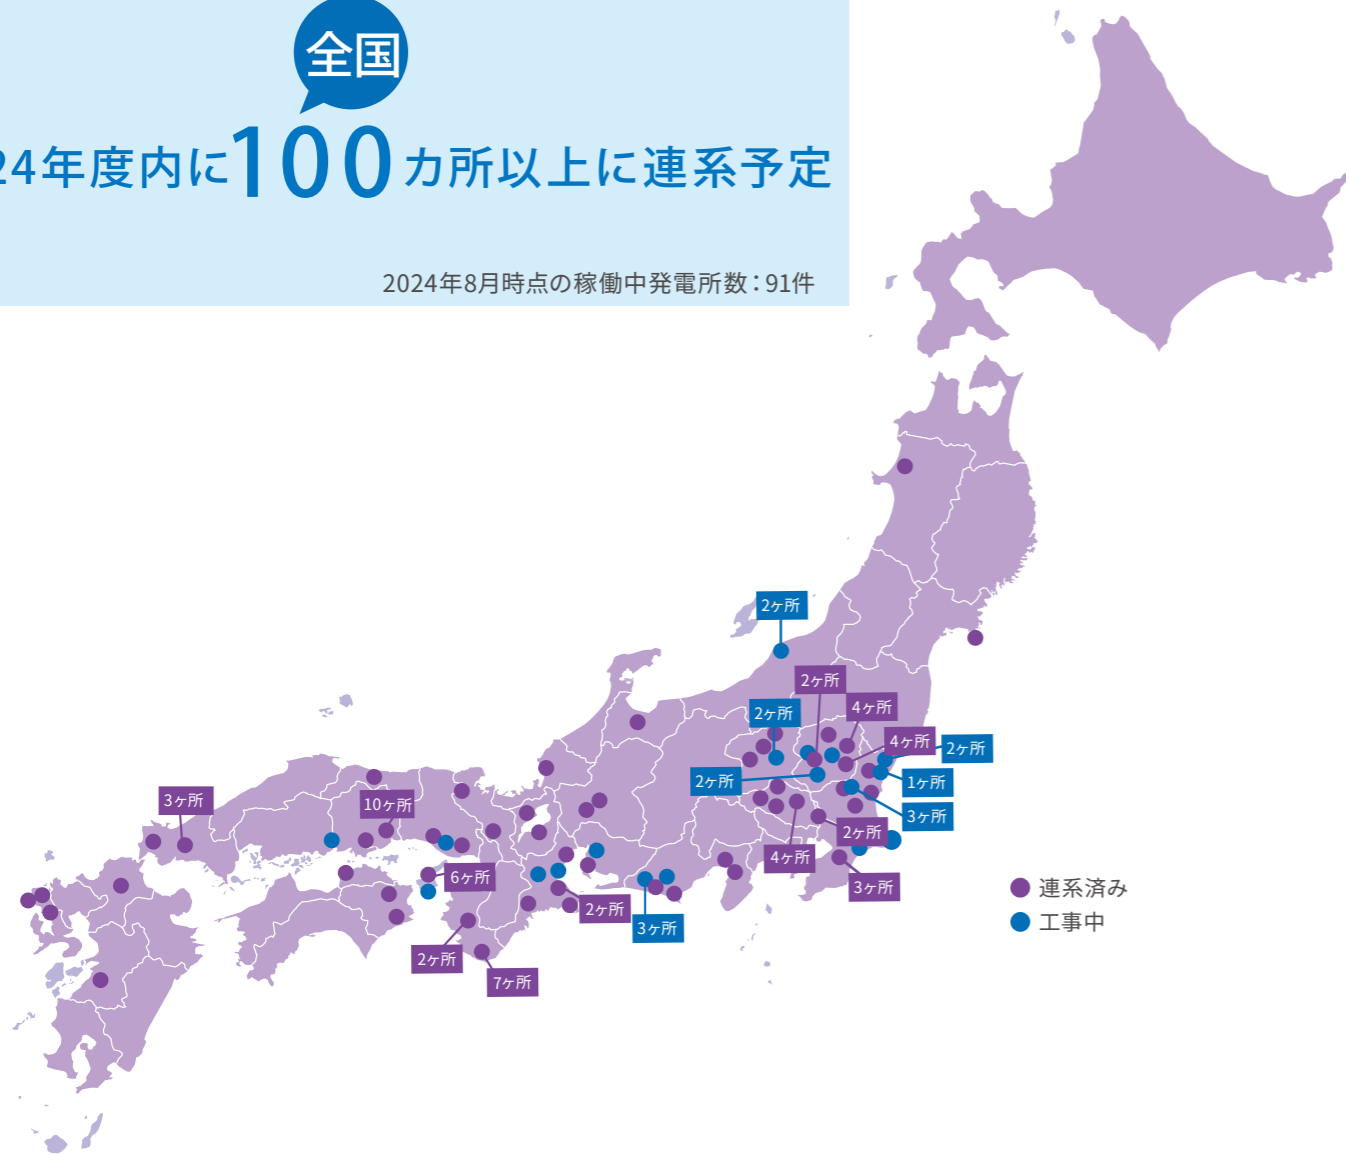 全国
24年度内に100カ所以上に連系予定
2024年8月時点の稼働中発電所数：91件
2ヶ所
2ヶ所
4ヶ所
2ヶ所
4ヶ所
2ヶ所
2ヶ所
1ヶ所
3ヶ所
10ヶ所
3ヶ所
2ヶ所
4ヶ所
6ヶ所
3ヶ所
連系済み
2ヶ所
工事中
3ヶ所
2ヶ所
7ヶ所